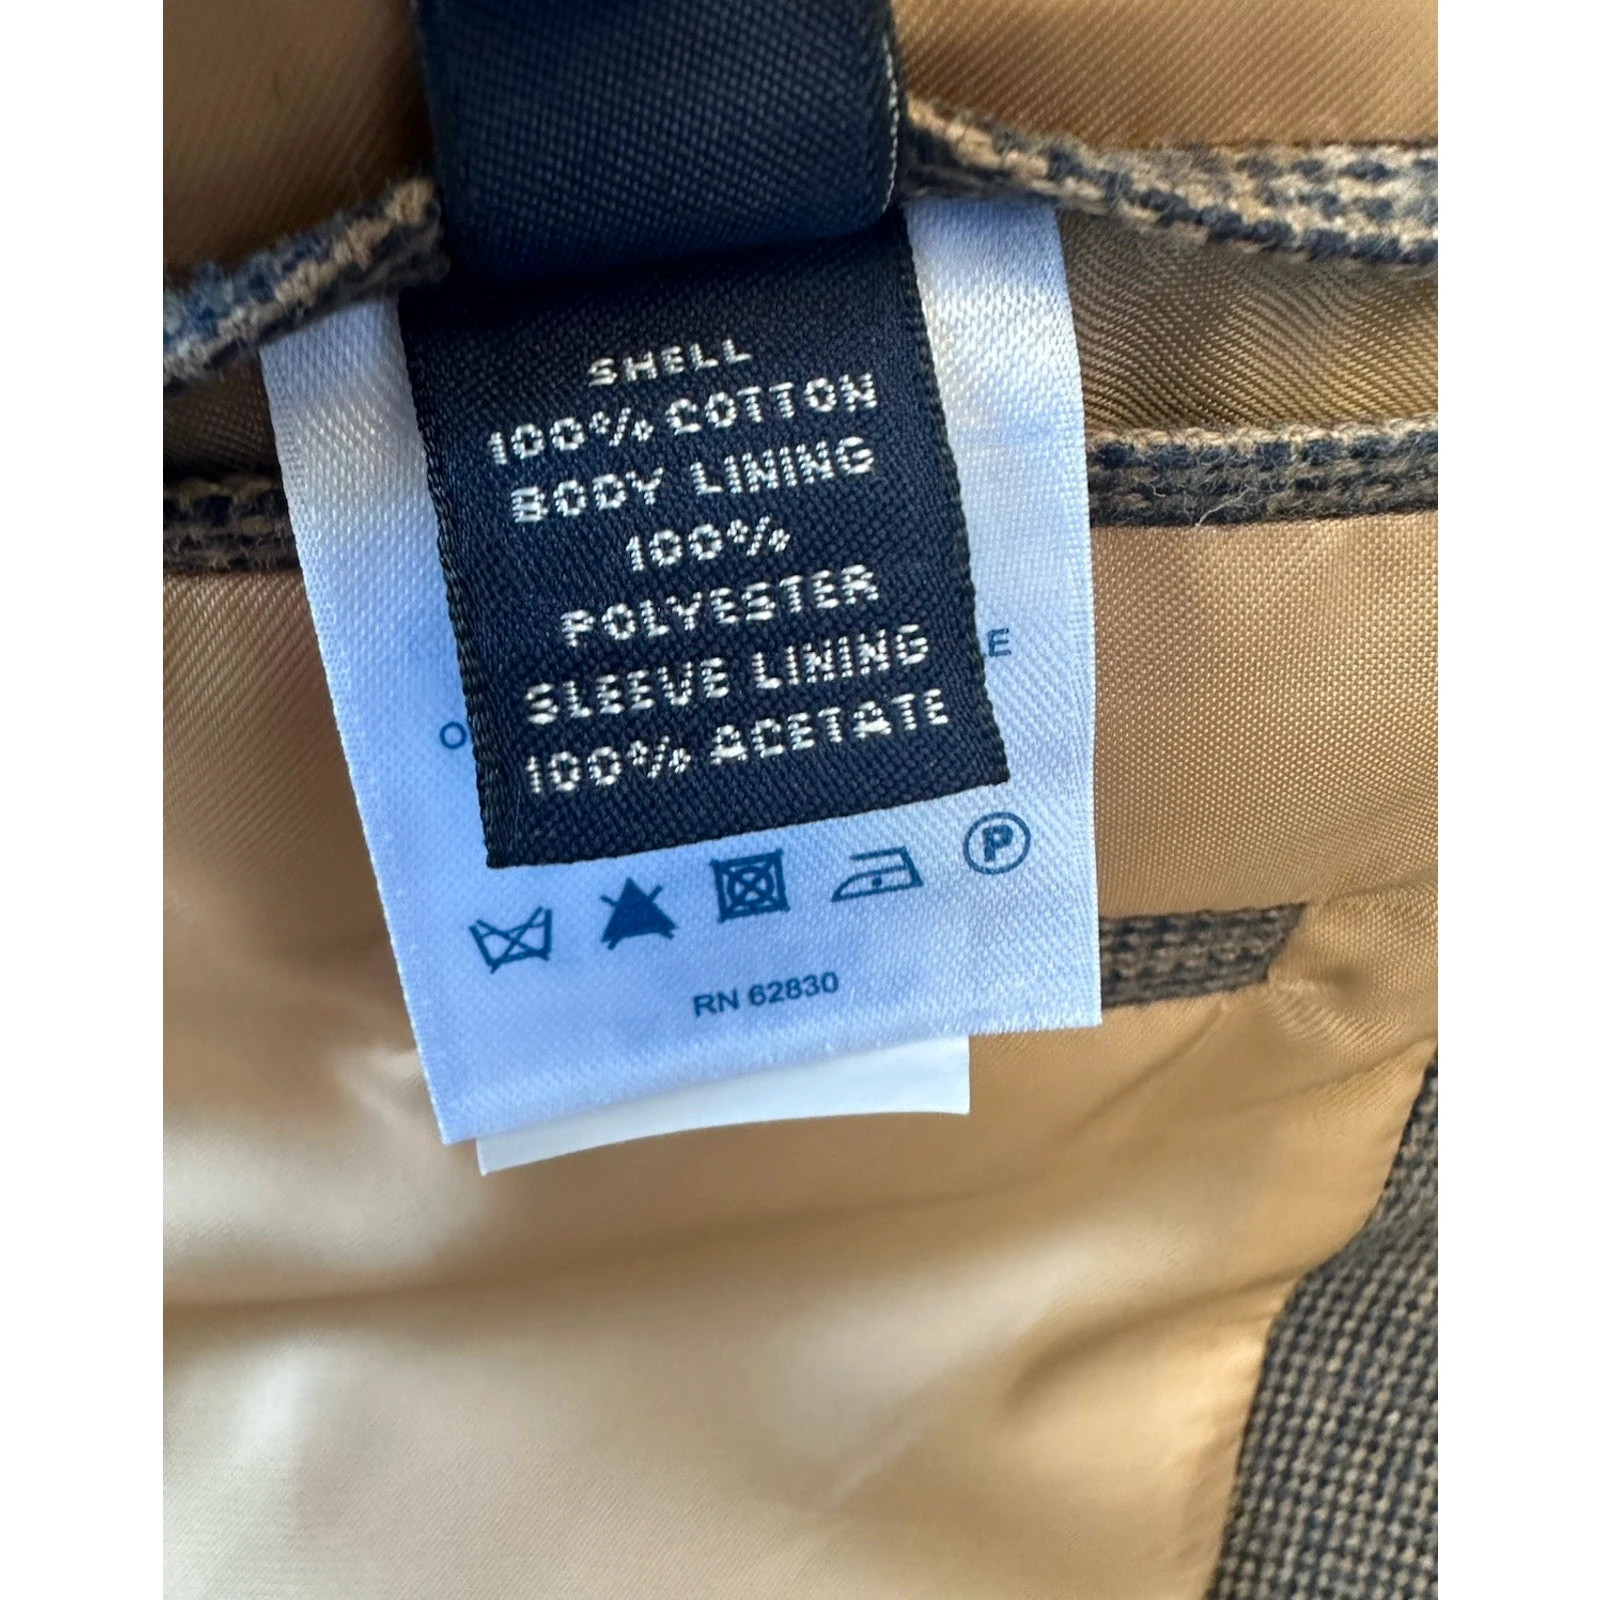 SHELL
100% COTTON
BODY LINING
100%
POLYESTER
SLEEVE LINING
100% ACETATE
P
RN 62830